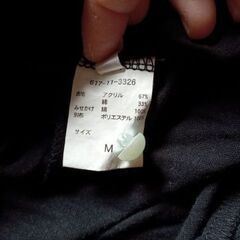 617-11-3326
表地 アクリル 67%
綿 33%
みせかけ 綿 100%
別布 ポリエステル 100%
サイズ
M